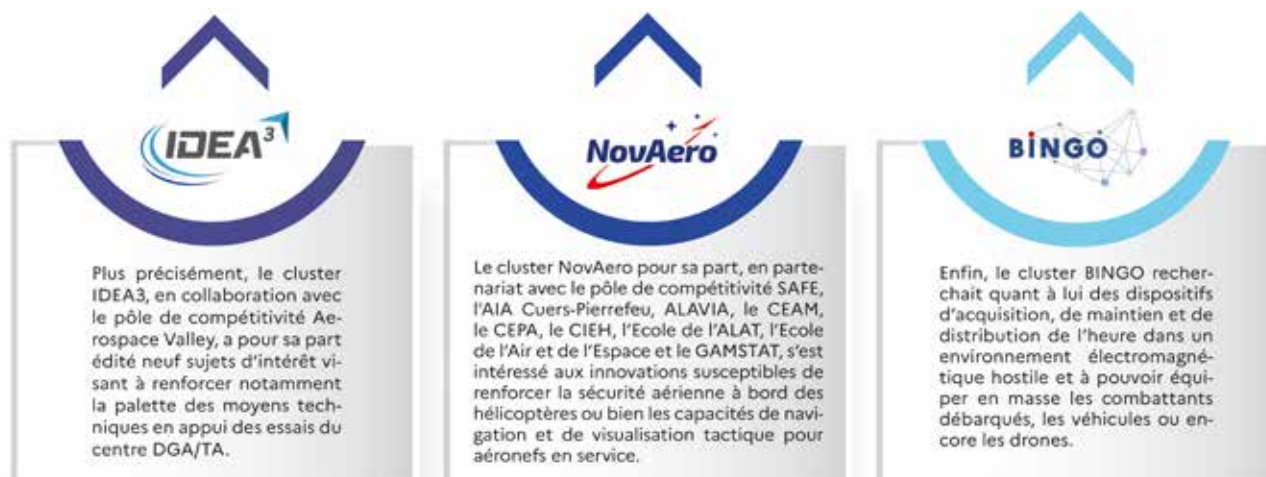 IDEA³
Plus précisément, le cluster
IDEA3, en collaboration avec
le pôle de compétitivité Ae-
rospace Valley, a pour sa part
édité neuf sujets d'intérêt vi-
sant à renforcer notamment
la palette des moyens tech-
niques en appui des essais du
centre DGA/TA.
NovAero
Le cluster NovAero pour sa part, en parte-
nariat avec le pôle de compétitivité SAFE,
l'AIA Cuers-Pierrefeu, ALAVIA, le CEAM,
le CEPA, le CIEH, l'Ecole de l'ALAT, l'Ecole
de l'Air et de l'Espace et le GAMSTAT, s'est
intéressé aux innovations susceptibles de
renforcer la sécurité aérienne à bord des
hélicoptères ou bien les capacités de navi-
gation et de visualisation tactique pour
aéronefs en service.
BINGO
Enfin, le cluster BINGO recher-
chait quant à lui des dispositifs
d'acquisition, de maintien et de
distribution de l'heure dans un
environnement électromagné-
tique hostile et à pouvoir équi-
per en masse les combattants
débarqués, les véhicules ou en-
core les drones.